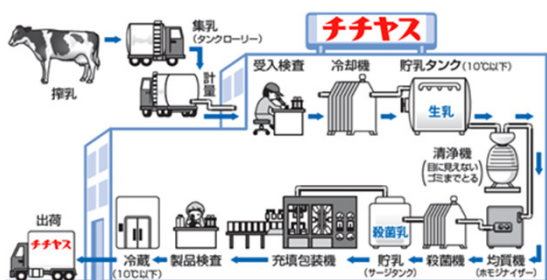 チチヤス
集乳
(タンクローリー)
搾乳
計量
受入検査
冷却機
貯乳タンク(10℃以下)
生乳
清浄機
(目に見えない
ゴミまでとる)
出荷
チチヤス
冷蔵
(10℃以下)
製品検査
充填包装機
殺菌乳
貯乳
(サージタンク)
殺菌機
均質機
(ホモジナイザー)